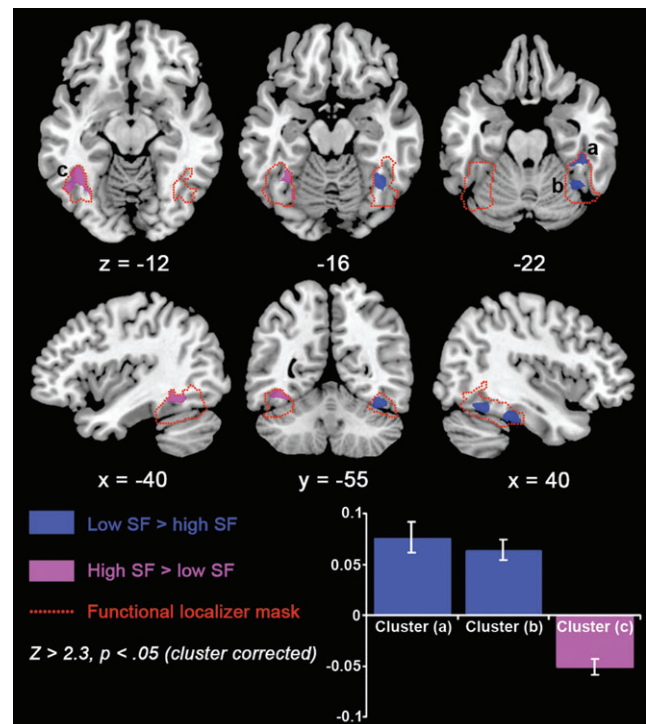 a
c
b
z = -12
-16
-22
x = -40
y = -55
x = 40
Low SF > high SF
High SF > low SF
Functional localizer mask
Z > 2.3, p < .05 (cluster corrected)
0.1
0.05
0
-0.05
-0.1
Cluster (a) Cluster (b) Cluster (c)